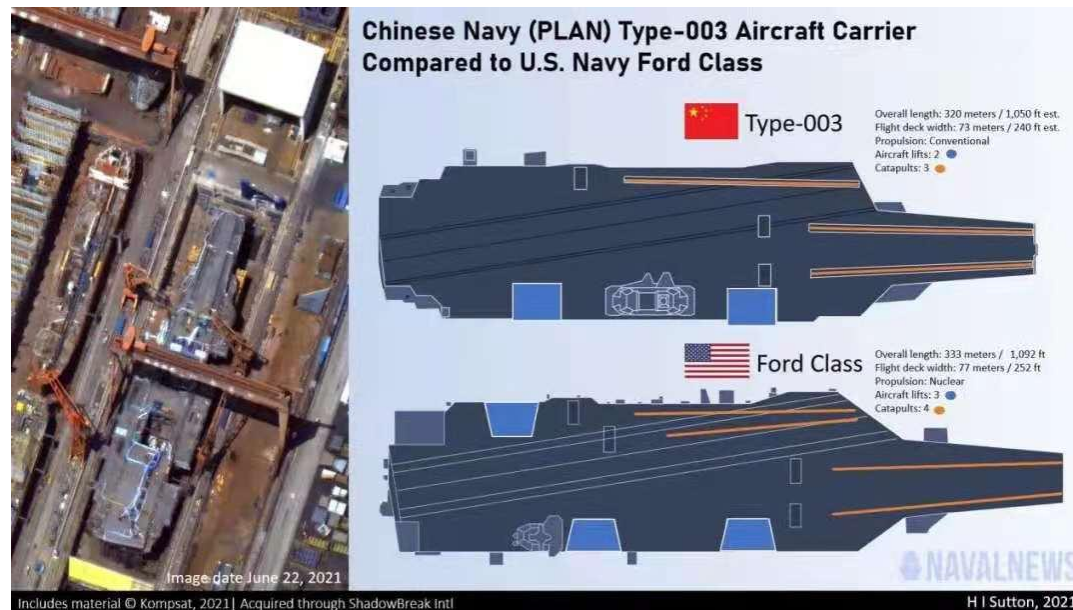 Chinese Navy (PLAN) Type-003 Aircraft Carrier
Compared to U.S. Navy Ford Class
Type-003
Overall length: 320 meters / 1,050 ft est.
Flight deck width: 73 meters / 240 ft est.
Propulsion: Conventional
Aircraft lifts: 2
Catapults: 3
Ford Class
Overall length: 333 meters / 1,092 ft
Flight deck width: 77 meters / 252 ft
Propulsion: Nuclear
Aircraft lifts: 3
Catapults: 4
Image date June 22, 2021
NAVALNEWS
Includes material © Kompsat, 2021| Acquired through ShadowBreak Intl
H I Sutton, 2021